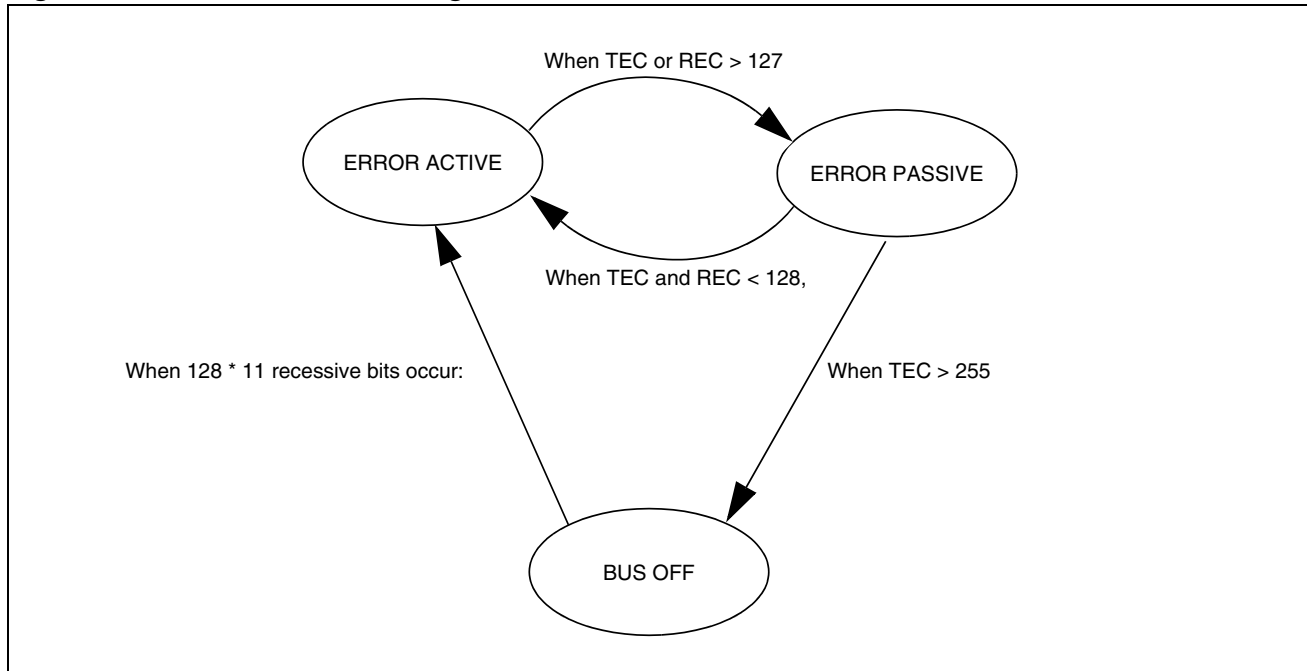 When TEC or REC > 127
ERROR ACTIVE
ERROR PASSIVE
When TEC and REC < 128,
When 128 * 11 recessive bits occur:
When TEC > 255
BUS OFF